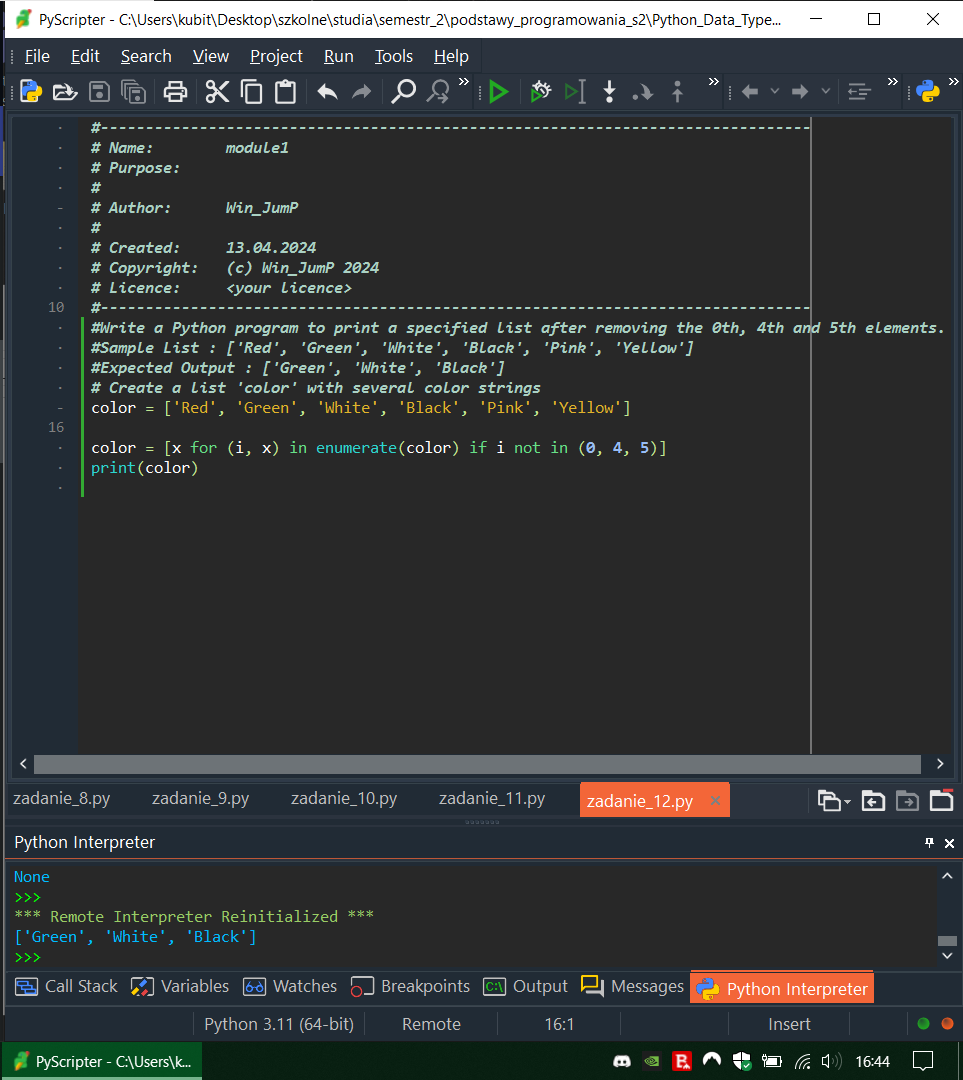 PyScripter - C:\Users\kubit\Desktop\szkolne\studia\semestr_2\podstawy_programowania_s2\Python_Data_Type...
File Edit Search View Project Run Tools Help
#-------------------------------------------------------------------------------
# Name:        module1
# Purpose:
#
# Author:      Win_JumP
#
# Created:     13.04.2024
# Copyright:   (c) Win_JumP 2024
# Licence:     <your licence>
10 #-------------------------------------------------------------------------------
#Write a Python program to print a specified list after removing the 0th, 4th and 5th elements.
#Sample List : ['Red', 'Green', 'White', 'Black', 'Pink', 'Yellow']
#Expected Output : ['Green', 'White', 'Black']
# Create a list 'color' with several color strings
color = ['Red', 'Green', 'White', 'Black', 'Pink', 'Yellow']
16
color = [x for (i, x) in enumerate(color) if i not in (0, 4, 5)]
print(color)
zadanie_8.py zadanie_9.py zadanie_10.py zadanie_11.py zadanie_12.py
Python Interpreter
None
>>>
*** Remote Interpreter Reinitialized ***
['Green', 'White', 'Black']
>>>
Call Stack Variables Watches Breakpoints C:\ Output Messages Python Interpreter
Python 3.11 (64-bit) Remote 16:1 Insert
PyScripter - C:\Users\k... 16:44